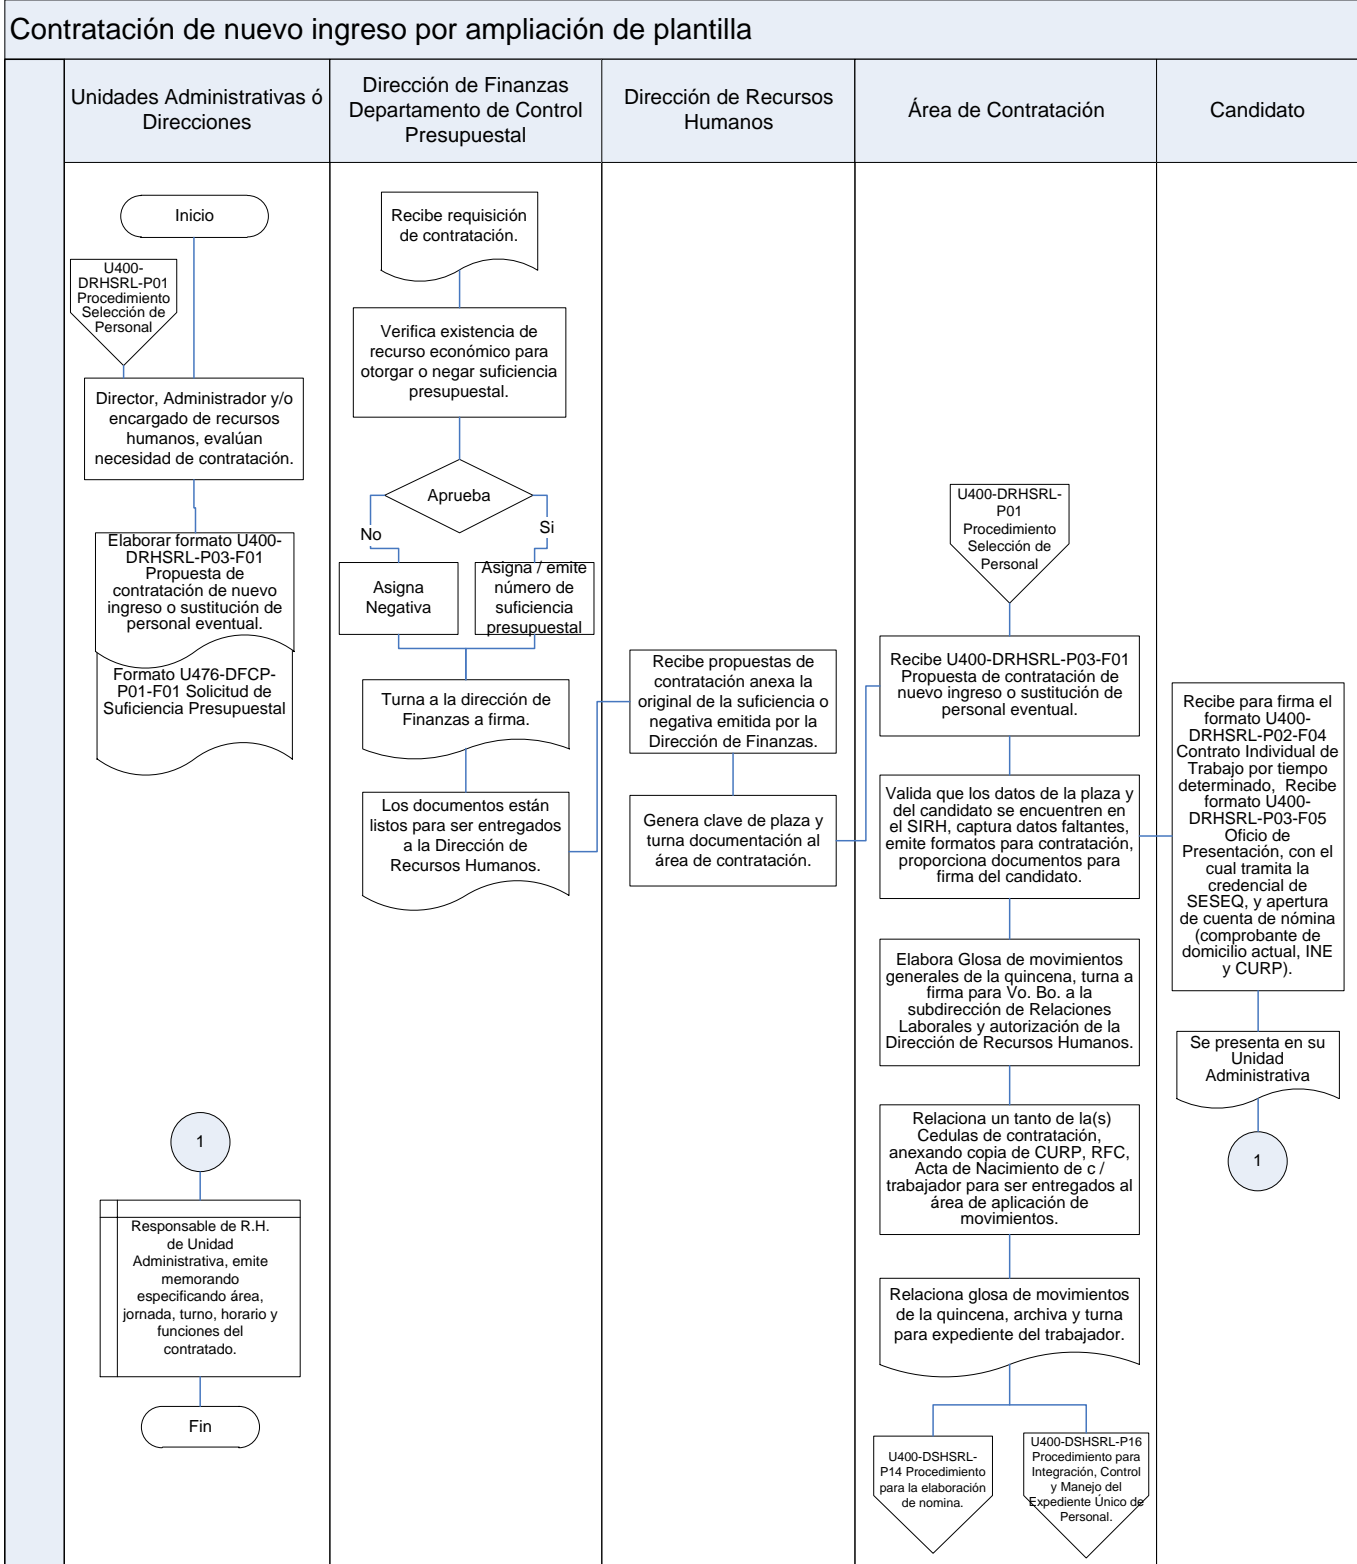 Contratación de nuevo ingreso por ampliación de plantilla
Unidades Administrativas ó
Direcciones
Dirección de Finanzas
Departamento de Control
Presupuestal
Dirección de Recursos
Humanos
Área de Contratación
Candidato
Inicio
U400-
DRHSRL-P01
Procedimiento
Selección de
Personal
Director, Administrador y/o
encargado de recursos
humanos, evalúan
necesidad de contratación.
Elaborar formato U400-
DRHSRL-P03-F01
Propuesta de
contratación de nuevo
ingreso o sustitución de
personal eventual.
Formato U476-DFCP-
P01-F01 Solicitud de
Suficiencia Presupuestal
1
Responsable de R.H.
de Unidad
Administrativa, emite
memorando
especificando área,
jornada, turno, horario y
funciones del
contratado.
Fin
Recibe requisición
de contratación.
Verifica existencia de
recurso económico para
otorgar o negar suficiencia
presupuestal.
Aprueba
No
Si
Asigna
Negativa
Asigna / emite
número de
suficiencia
presupuestal
Turna a la dirección de
Finanzas a firma.
Los documentos están
listos para ser entregados
a la Dirección de
Recursos Humanos.
Recibe propuestas de
contratación anexa la
original de la suficiencia o
negativa emitida por la
Dirección de Finanzas.
Genera clave de plaza y
turna documentación al
área de contratación.
U400-DRHSRL-
P01
Procedimiento
Selección de
Personal
Recibe U400-DRHSRL-P03-F01
Propuesta de contratación de
nuevo ingreso o sustitución de
personal eventual.
Valida que los datos de la plaza y
del candidato se encuentren en
el SIRH, captura datos faltantes,
emite formatos para contratación,
proporciona documentos para
firma del candidato.
Elabora Glosa de movimientos
generales de la quincena, turna a
firma para Vo. Bo. a la
subdirección de Relaciones
Laborales y autorización de la
Dirección de Recursos Humanos.
Relaciona un tanto de la(s)
Cedulas de contratación,
anexando copia de CURP, RFC,
Acta de Nacimiento de c /
trabajador para ser entregados al
área de aplicación de
movimientos.
Relaciona glosa de movimientos
de la quincena, archiva y turna
para expediente del trabajador.
U400-DSHSRL-
P14 Procedimiento
para la elaboración
de nomina.
U400-DSHSRL-P16
Procedimiento para
Integración, Control
y Manejo del
Expediente Único de
Personal.
Recibe para firma el
formato U400-
DRHSRL-P02-F04
Contrato Individual de
Trabajo por tiempo
determinado,  Recibe
formato U400-
DRHSRL-P03-F05
Oficio de
Presentación, con el
cual tramita la
credencial de
SESEQ, y apertura
de cuenta de nómina
(comprobante de
domicilio actual, INE
y CURP).
Se presenta en su
Unidad
Administrativa
1